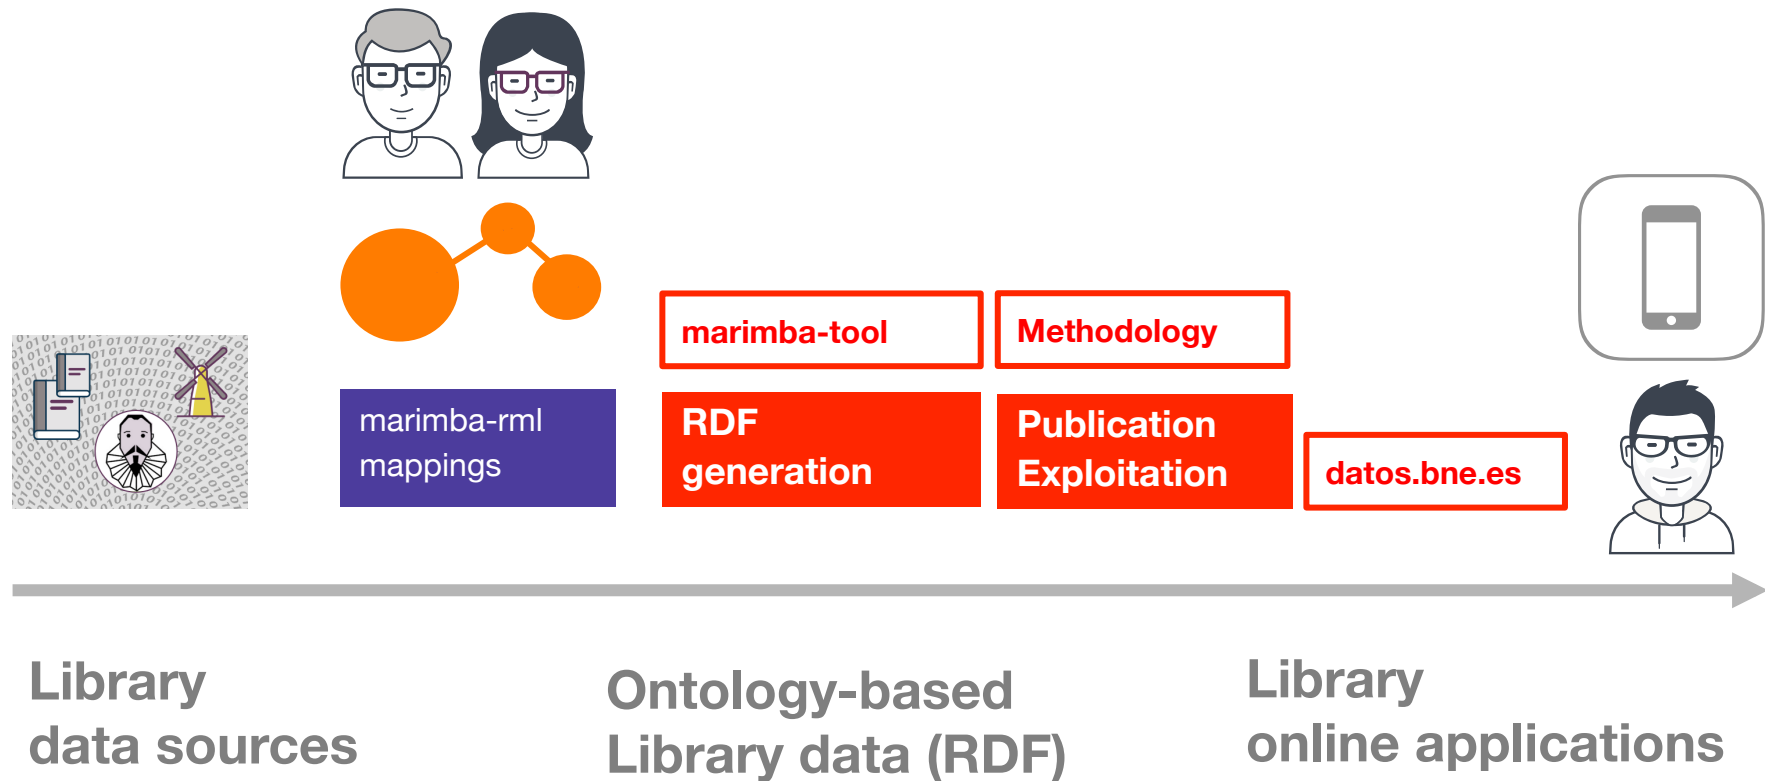 marimba-tool
Methodology
marimba-rml
mappings
RDF
generation
Publication
Exploitation
datos.bne.es
Library
data sources
Ontology-based
Library data (RDF)
Library
online applications